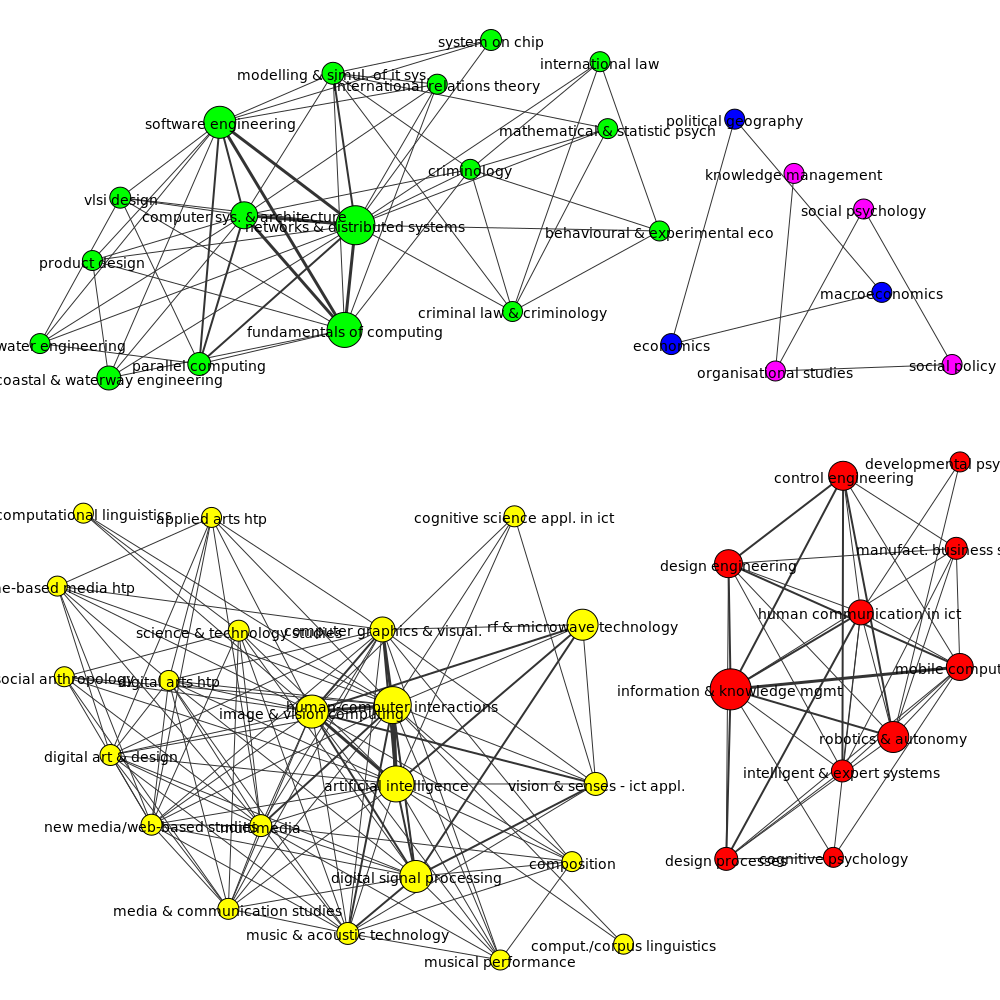 system on chip
international law
modelling & simul. of it sys.
international relations theory
software engineering
mathematical & statistic psych
political geography
criminology
knowledge management
vlsi design
social psychology
computer sys. & architecture
networks & distributed systems
behavioural & experimental eco
product design
macroeconomics
criminal law & criminology
fundamentals of computing
water engineering
economics
parallel computing
social policy
organisational studies
coastal & waterway engineering
developmental psy
control engineering
computational linguistics
applied arts htp
cognitive science appl. in ict
manufact. business s
design engineering
e-based media htp
human communication in ict
science & technology studies
computer graphics & visual.
rf & microwave technology
mobile comput
social anthropology
digital arts htp
information & knowledge mgmt
human-computer interactions
image & vision computing
robotics & autonomy
digital art & design
intelligent & expert systems
artificial intelligence
vision & senses - ict appl.
new media/web-based studies
multimedia
design processes
cognitive psychology
composition
digital signal processing
media & communication studies
music & acoustic technology
comput./corpus linguistics
musical performance